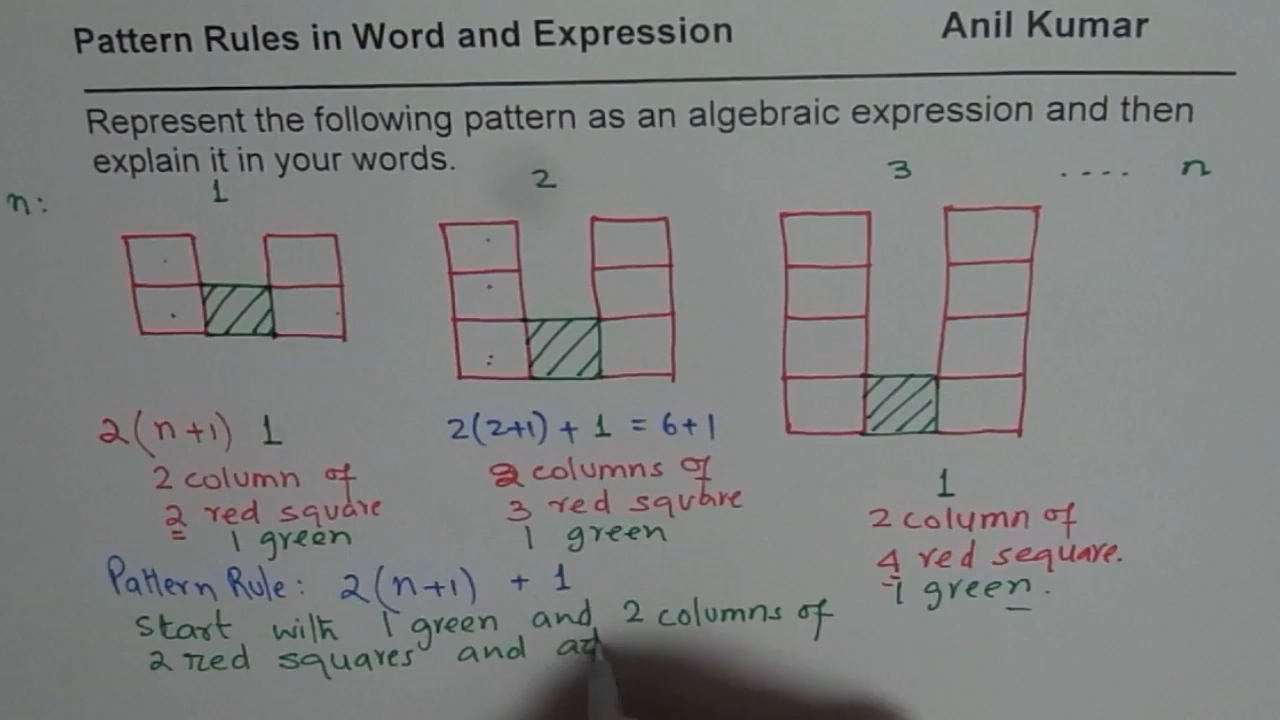 Pattern Rules in Word and Expression Anil Kumar
Represent the following pattern as an algebraic expression and then
explain it in your words.
n: 1 2 3 .... n
2(n+1) 1
2 column of
2 red square
1 green
2(2+1) + 1 = 6+1
2 columns of
3 red square
1 green
1
2 column of
4 red sequare.
1 green.
Pattern Rule: 2(n+1) + 1
Start with 1 green and 2 columns of
2 red squares and ad